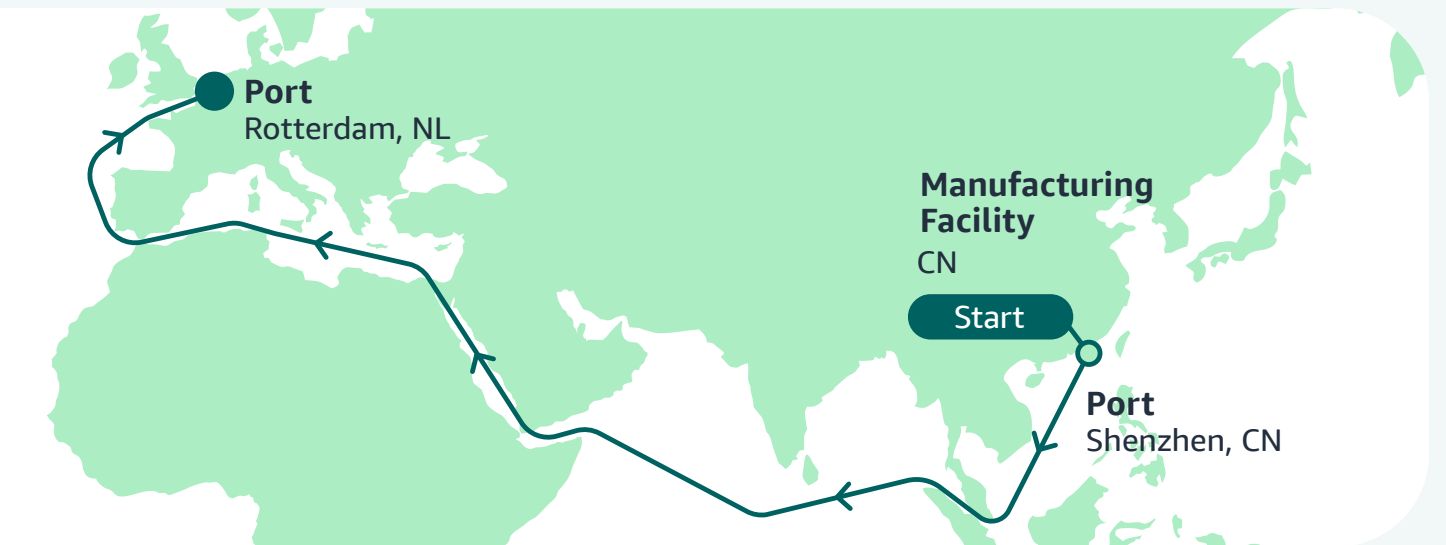 Port
Rotterdam, NL
Manufacturing
Facility
CN
Start
Port
Shenzhen, CN